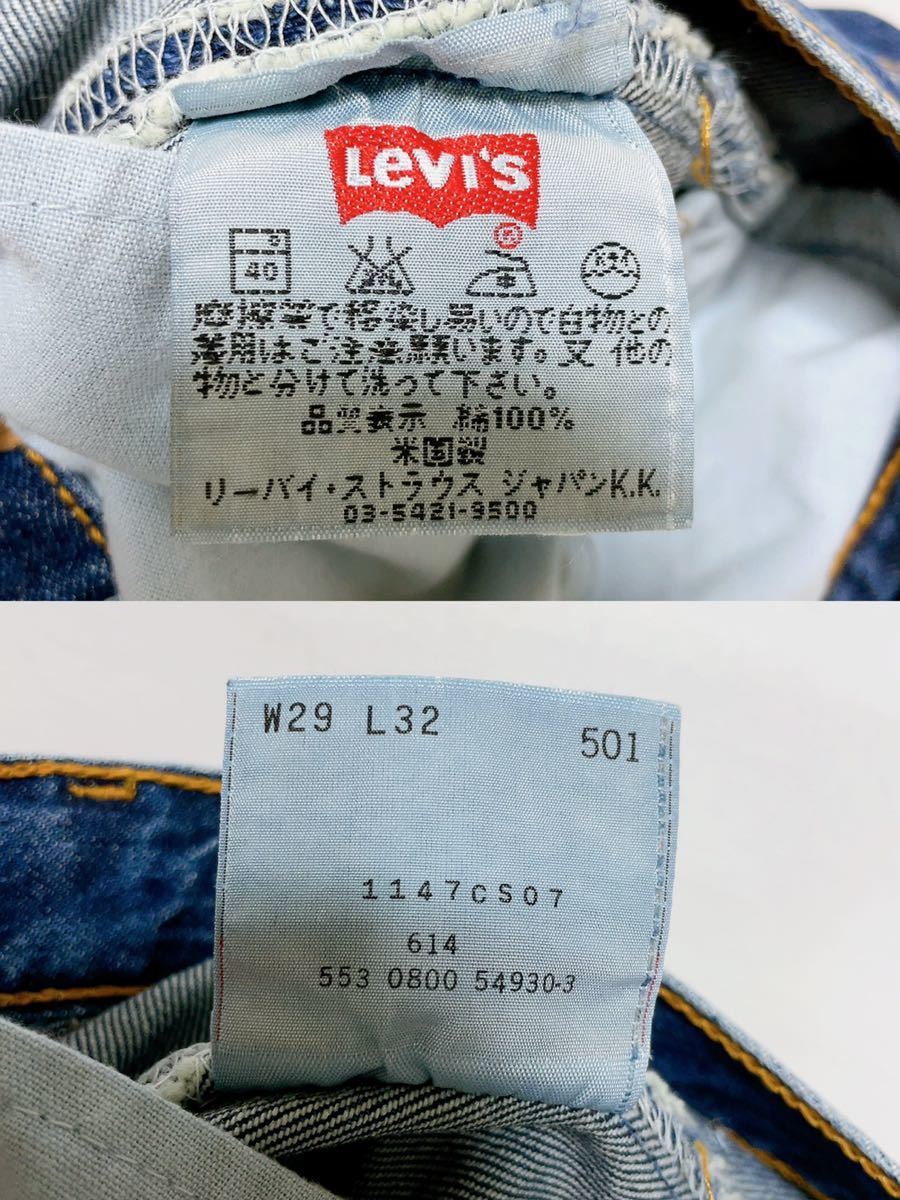 Levi's
®
40
摩擦等で移染し易いので白物との
着用はご注意願います。又 他の
物と分けて洗って下さい。
品質表示 綿100%
米国製
リーバイ・ストラウス ジャパンK.K.
03-5421-9500
W29 L32
501
1147cS07
614
553 0800 54930-3